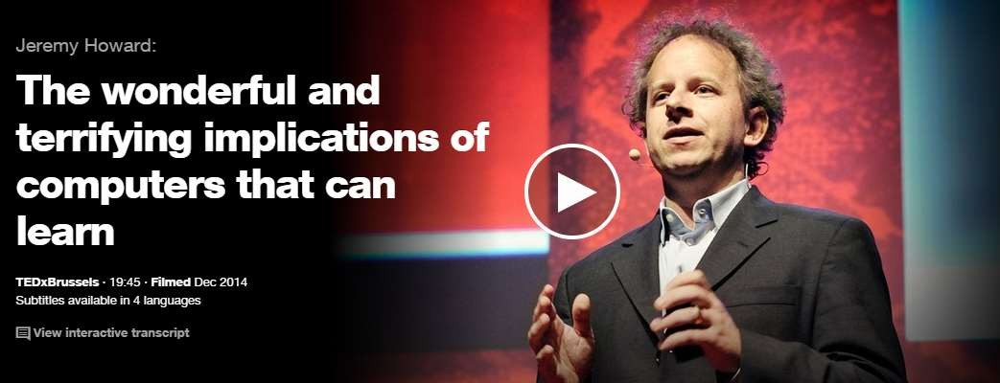 Jeremy Howard:
The wonderful and
terrifying implications of
computers that can
learn
TEDxBrussels · 19:45 · Filmed Dec 2014
Subtitles available in 4 languages
View interactive transcript